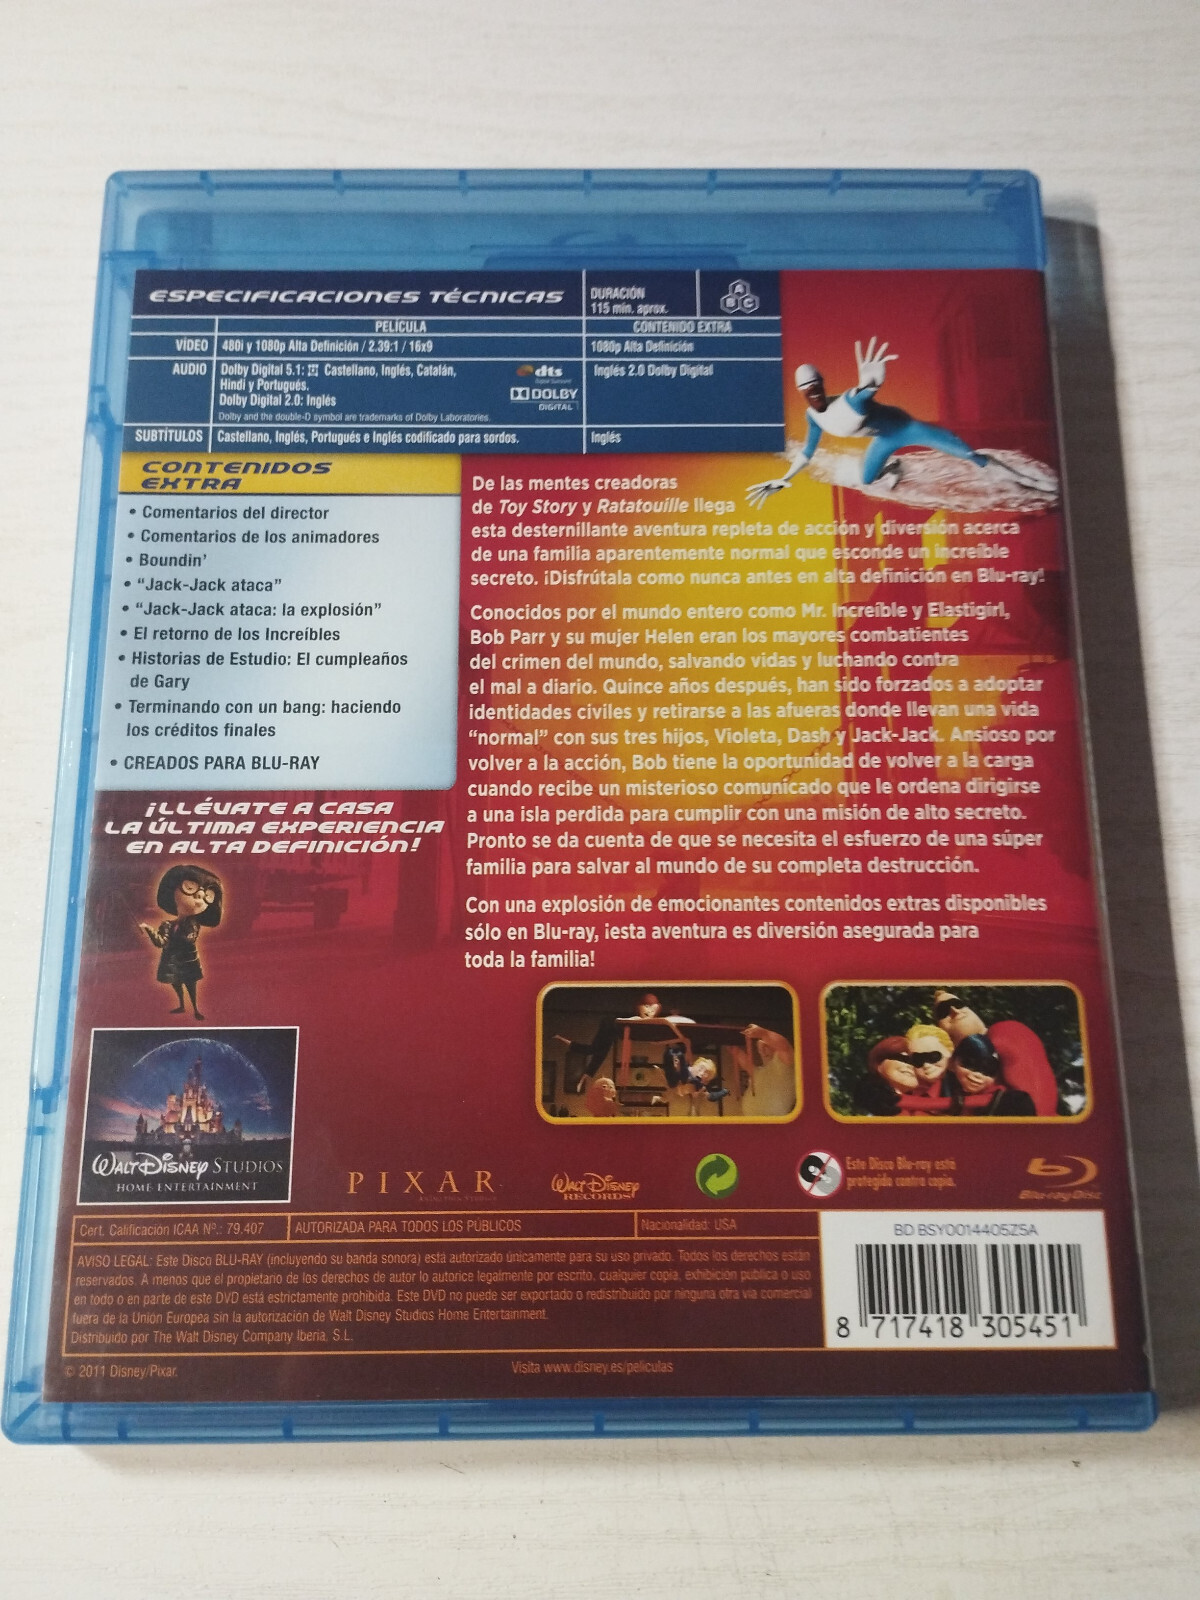 ESPECIFICACIONES TÉCNICAS
DURACIÓN
115 min. aprox.
A
B C
PELÍCULA
CONTENIDO EXTRA
VÍDEO
480i y 1080p Alta Definición / 2.39:1 / 16x9
1080p Alta Definición
AUDIO
Dolby Digital 5.1: Castellano, Inglés, Catalán,
Hindi y Portugués.
Dolby Digital 2.0: Inglés
Dolby and the double-D symbol are trademarks of Dolby Laboratories.
dts
Digital Surround
DOLBY
DIGITAL
Inglés 2.0 Dolby Digital
SUBTÍTULOS
Castellano, Inglés, Portugués e Inglés codificado para sordos.
Inglés
CONTENIDOS
EXTRA
• Comentarios del director
• Comentarios de los animadores
• Boundin'
• "Jack-Jack ataca"
• "Jack-Jack ataca: la explosión"
• El retorno de los Increíbles
• Historias de Estudio: El cumpleaños
de Gary
• Terminando con un bang: haciendo
los créditos finales
• CREADOS PARA BLU-RAY
¡LLÉVATE A CASA
LA ÚLTIMA EXPERIENCIA
EN ALTA DEFINICIÓN!
De las mentes creadoras
de Toy Story y Ratatouille llega
esta desternillante aventura repleta de acción y diversión acerca
de una familia aparentemente normal que esconde un increíble
secreto. ¡Disfrútala como nunca antes en alta definición en Blu-ray!
Conocidos por el mundo entero como Mr. Increíble y Elastigirl,
Bob Parr y su mujer Helen eran los mayores combatientes
del crimen del mundo, salvando vidas y luchando contra
el mal a diario. Quince años después, han sido forzados a adoptar
identidades civiles y retirarse a las afueras donde llevan una vida
"normal" con sus tres hijos, Violeta, Dash y Jack-Jack. Ansioso por
volver a la acción, Bob tiene la oportunidad de volver a la carga
cuando recibe un misterioso comunicado que le ordena dirigirse
a una isla perdida para cumplir con una misión de alto secreto.
Pronto se da cuenta de que se necesita el esfuerzo de una súper
familia para salvar al mundo de su completa destrucción.
Con una explosión de emocionantes contenidos extras disponibles
sólo en Blu-ray, ¡esta aventura es diversión asegurada para
toda la familia!
WALT DISNEY STUDIOS
HOME ENTERTAINMENT
PIXAR
ANIMATION STUDIOS
WALT DISNEY
RECORDS
Este Disco Blu-ray está
protegido contra copia.
Blu-ray Disc
Cert. Calificación ICAA Nº.: 79.407
AUTORIZADA PARA TODOS LOS PÚBLICOS
Nacionalidad: USA
AVISO LEGAL: Este Disco BLU-RAY (incluyendo su banda sonora) está autorizado únicamente para su uso privado. Todos los derechos están
reservados. A menos que el propietario de los derechos de autor lo autorice legalmente por escrito, cualquier copia, exhibición pública o uso
en todo o en parte de este DVD está estrictamente prohibida. Este DVD no puede ser exportado o redistribuido por ninguna otra vía comercial
fuera de la Unión Europea sin la autorización de Walt Disney Studios Home Entertainment.
Distribuido por The Walt Disney Company Iberia, S.L.
BD BSY0014405Z5A
8 717418 305451
© 2011 Disney/Pixar.
Visita www.disney.es/peliculas